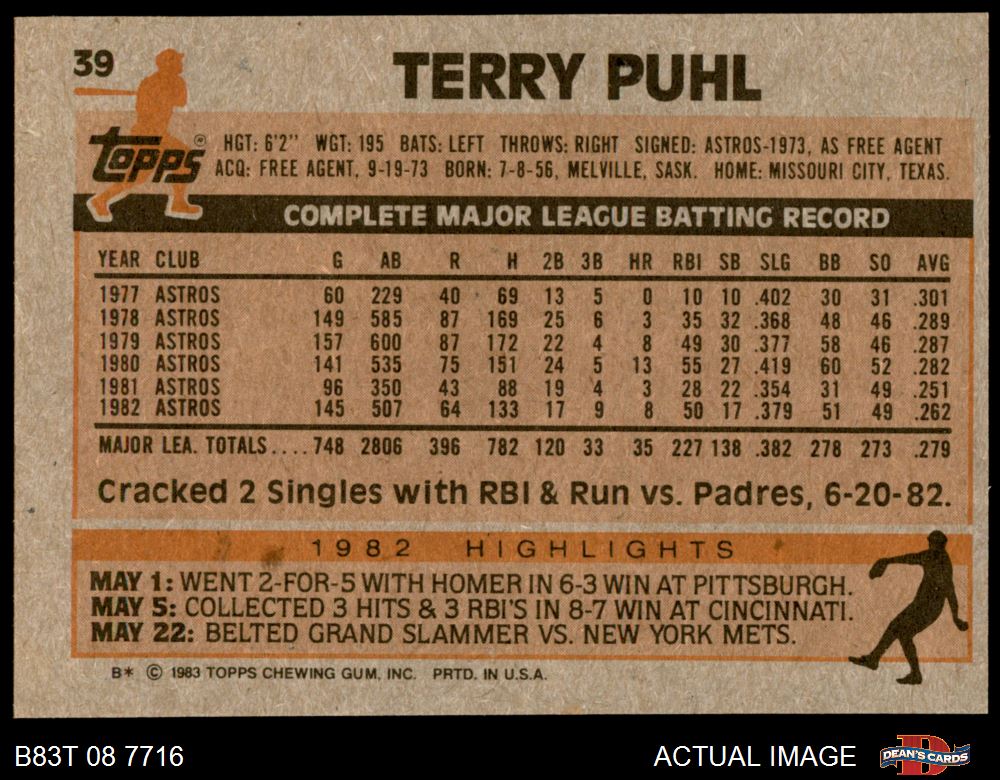 39
TERRY PUHL
Topps®
HGT: 6'2" WGT: 195 BATS: LEFT THROWS: RIGHT SIGNED: ASTROS-1973, AS FREE AGENT
ACQ: FREE AGENT, 9-19-73 BORN: 7-8-56, MELVILLE, SASK. HOME: MISSOURI CITY, TEXAS.
COMPLETE MAJOR LEAGUE BATTING RECORD
YEAR CLUB G AB R H 2B 3B HR RBI SB SLG BB SO AVG
1977 ASTROS 60 229 40 69 13 5 0 10 10 .402 30 31 .301
1978 ASTROS 149 585 87 169 25 6 3 35 32 .368 48 46 .289
1979 ASTROS 157 600 87 172 22 4 8 49 30 .377 58 46 .287
1980 ASTROS 141 535 75 151 24 5 13 55 27 .419 60 52 .282
1981 ASTROS 96 350 43 88 19 4 3 28 22 .354 31 49 .251
1982 ASTROS 145 507 64 133 17 9 8 50 17 .379 51 49 .262
MAJOR LEA. TOTALS.... 748 2806 396 782 120 33 35 227 138 .382 278 273 .279
Cracked 2 Singles with RBI & Run vs. Padres, 6-20-82.
1982 HIGHLIGHTS
MAY 1: WENT 2-FOR-5 WITH HOMER IN 6-3 WIN AT PITTSBURGH.
MAY 5: COLLECTED 3 HITS & 3 RBI'S IN 8-7 WIN AT CINCINNATI.
MAY 22: BELTED GRAND SLAMMER VS. NEW YORK METS.
B* © 1983 TOPPS CHEWING GUM, INC. PRTD. IN U.S.A.
B83T 08 7716
ACTUAL IMAGE
DEAN'S CARDS